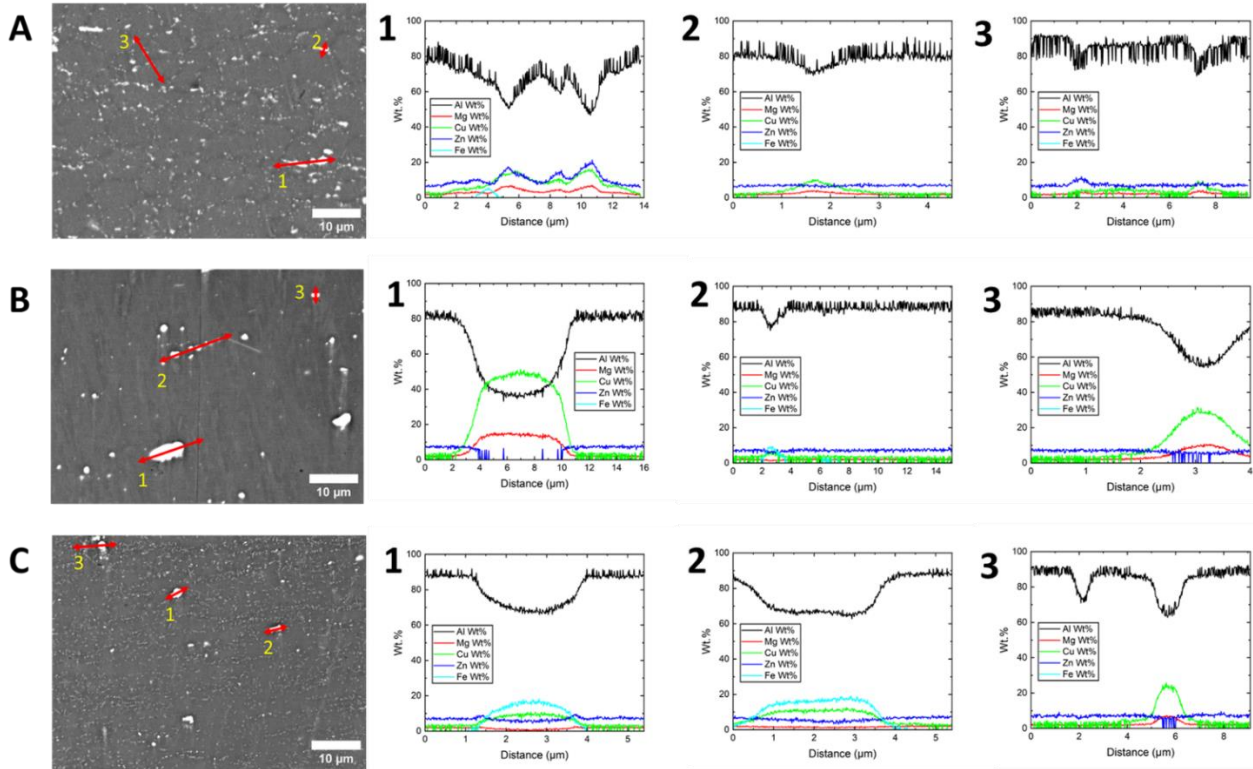 A
3
2
1
10 µm
1
Wt.%
100
80
60
40
20
0
Al Wt%
Mg Wt%
Cu Wt%
Zn Wt%
Fe Wt%
0 2 4 6 8 10 12 14
Distance (µm)
2
Wt.%
100
80
60
40
20
0
Al Wt%
Mg Wt%
Cu Wt%
Zn Wt%
Fe Wt%
0 1 2 3 4
Distance (µm)
3
Wt.%
100
80
60
40
20
0
Al Wt%
Mg Wt%
Cu Wt%
Zn Wt%
Fe Wt%
0 2 4 6 8
Distance (µm)
B
3
2
1
10 µm
1
Wt.%
100
80
60
40
20
0
Al Wt%
Mg Wt%
Cu Wt%
Zn Wt%
Fe Wt%
0 2 4 6 8 10 12 14 16
Distance (µm)
2
Wt.%
100
80
60
40
20
0
Al Wt%
Mg Wt%
Cu Wt%
Zn Wt%
Fe Wt%
0 2 4 6 8 10 12 14 16
Distance (µm)
3
Wt.%
100
80
60
40
20
0
Al Wt%
Mg Wt%
Cu Wt%
Zn Wt%
Fe Wt%
0 1 2 3 4
Distance (µm)
C
3
1
2
10 µm
1
Wt.%
100
80
60
40
20
0
Al Wt%
Mg Wt%
Cu Wt%
Zn Wt%
Fe Wt%
0 1 2 3 4 5
Distance (µm)
2
Wt.%
100
80
60
40
20
0
Al Wt%
Mg Wt%
Cu Wt%
Zn Wt%
Fe Wt%
0 1 2 3 4 5
Distance (µm)
3
Wt.%
100
80
60
40
20
0
Al Wt%
Mg Wt%
Cu Wt%
Zn Wt%
Fe Wt%
0 2 4 6 8
Distance (µm)